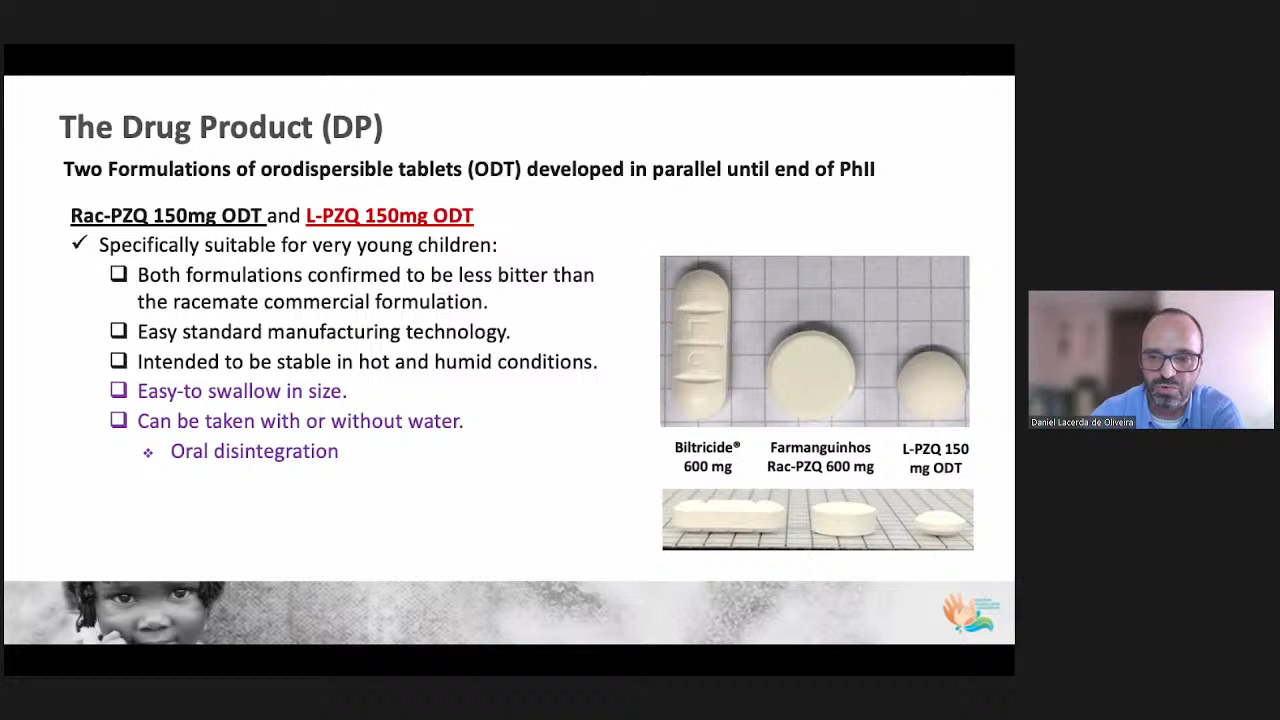 The Drug Product (DP)
Two Formulations of orodispersible tablets (ODT) developed in parallel until end of PhII
Rac-PZQ 150mg ODT and L-PZQ 150mg ODT
✓ Specifically suitable for very young children:
❑ Both formulations confirmed to be less bitter than
the racemate commercial formulation.
❑ Easy standard manufacturing technology.
❑ Intended to be stable in hot and humid conditions.
❑ Easy-to swallow in size.
❑ Can be taken with or without water.
❖ Oral disintegration
Biltricide®
600 mg
Farmanguinhos
Rac-PZQ 600 mg
L-PZQ 150
mg ODT
Daniel Lacerda de Oliveira